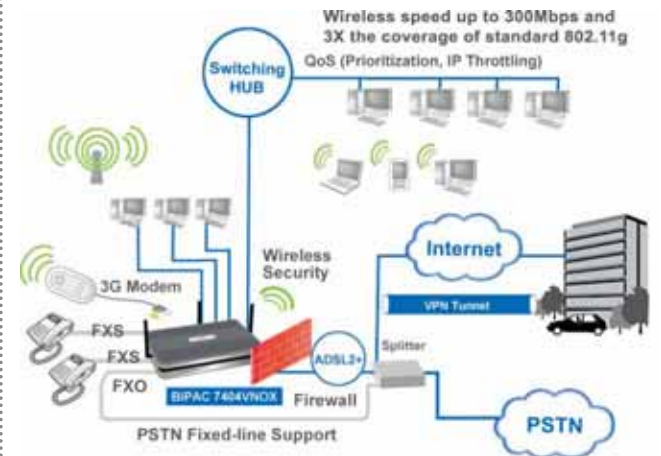 Wireless speed up to 300Mbps and
3X the coverage of standard 802.11g
QoS (Prioritization, IP Throttling)
Switching
HUB
Wireless
Security
3G Modem
Internet
VPN Tunnel
FXS
FXS
FXO
ADSL2+
Splitter
BiPAC 7404VNOX
Firewall
PSTN
PSTN Fixed-line Support